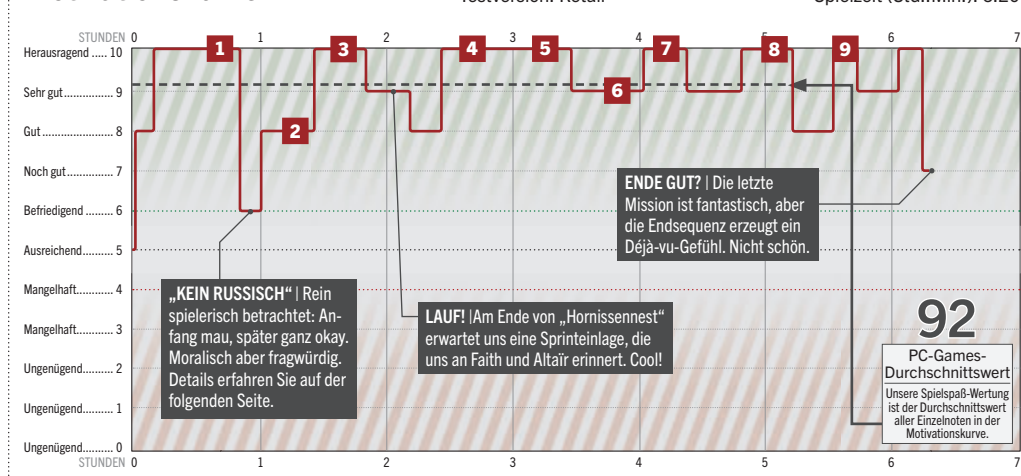 STUNDEN 0 1 2 3 4 5 6 7
Herausragend ..... 10
Sehr gut ............... 9
Gut ....................... 8
Noch gut .............. 7
Befriedigend ........ 6
Ausreichend ......... 5
Mangelhaft ........... 4
Mangelhaft ........... 3
Ungenügend ......... 2
Ungenügend ......... 1
Ungenügend ......... 0
STUNDEN 0 1 2 3 4 5 6 7
1
2
3
4
5
6
7
8
9
„KEIN RUSSISCH“ | Rein
spielerisch betrachtet: An-
fang mau, später ganz okay.
Moralisch aber fragwürdig.
Details erfahren Sie auf der
folgenden Seite.
LAUF! |Am Ende von „Hornissennest“
erwartet uns eine Sprinteinlage, die
uns an Faith und Altaïr erinnert. Cool!
ENDE GUT? | Die letzte
Mission ist fantastisch, aber
die Endsequenz erzeugt ein
Déjà-vu-Gefühl. Nicht schön.
92
PC-Games-
Durchschnittswert
Unsere Spielspaß-Wertung
ist der Durchschnittswert
aller Einzelnoten in der
Motivationskurve.